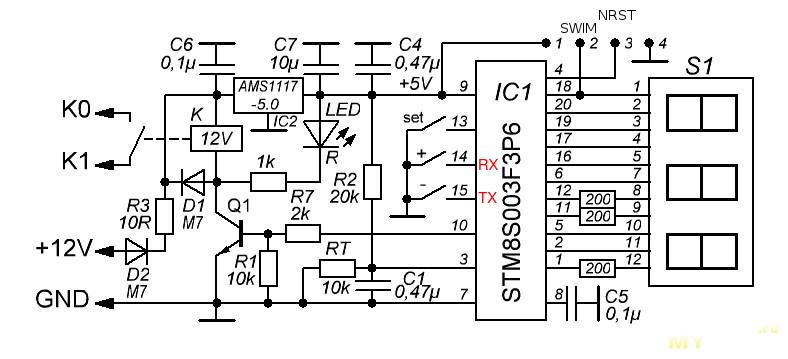 NRST
SWIM
1 2 3 4
C6
0,1µ
C7
10µ
C4
0,47µ
+5V
S1
AMS1117
-5.0
IC2
9
IC1
4
18
1
K0
K
LED
set
13
20
2
19
3
12V
R
+
14
RX
17
4
K1
1k
16
5
6
7
R3
10R
D1
M7
Q1
R7
2k
R2
20k
-
15
TX
12
200
8
11
200
9
+12V
10
5
10
D2
M7
R1
10k
RT
10k
3
2
11
1
200
12
C1
0,47µ
STM8S003F3P6
GND
7
8
C5
0,1µ
MY
.ru